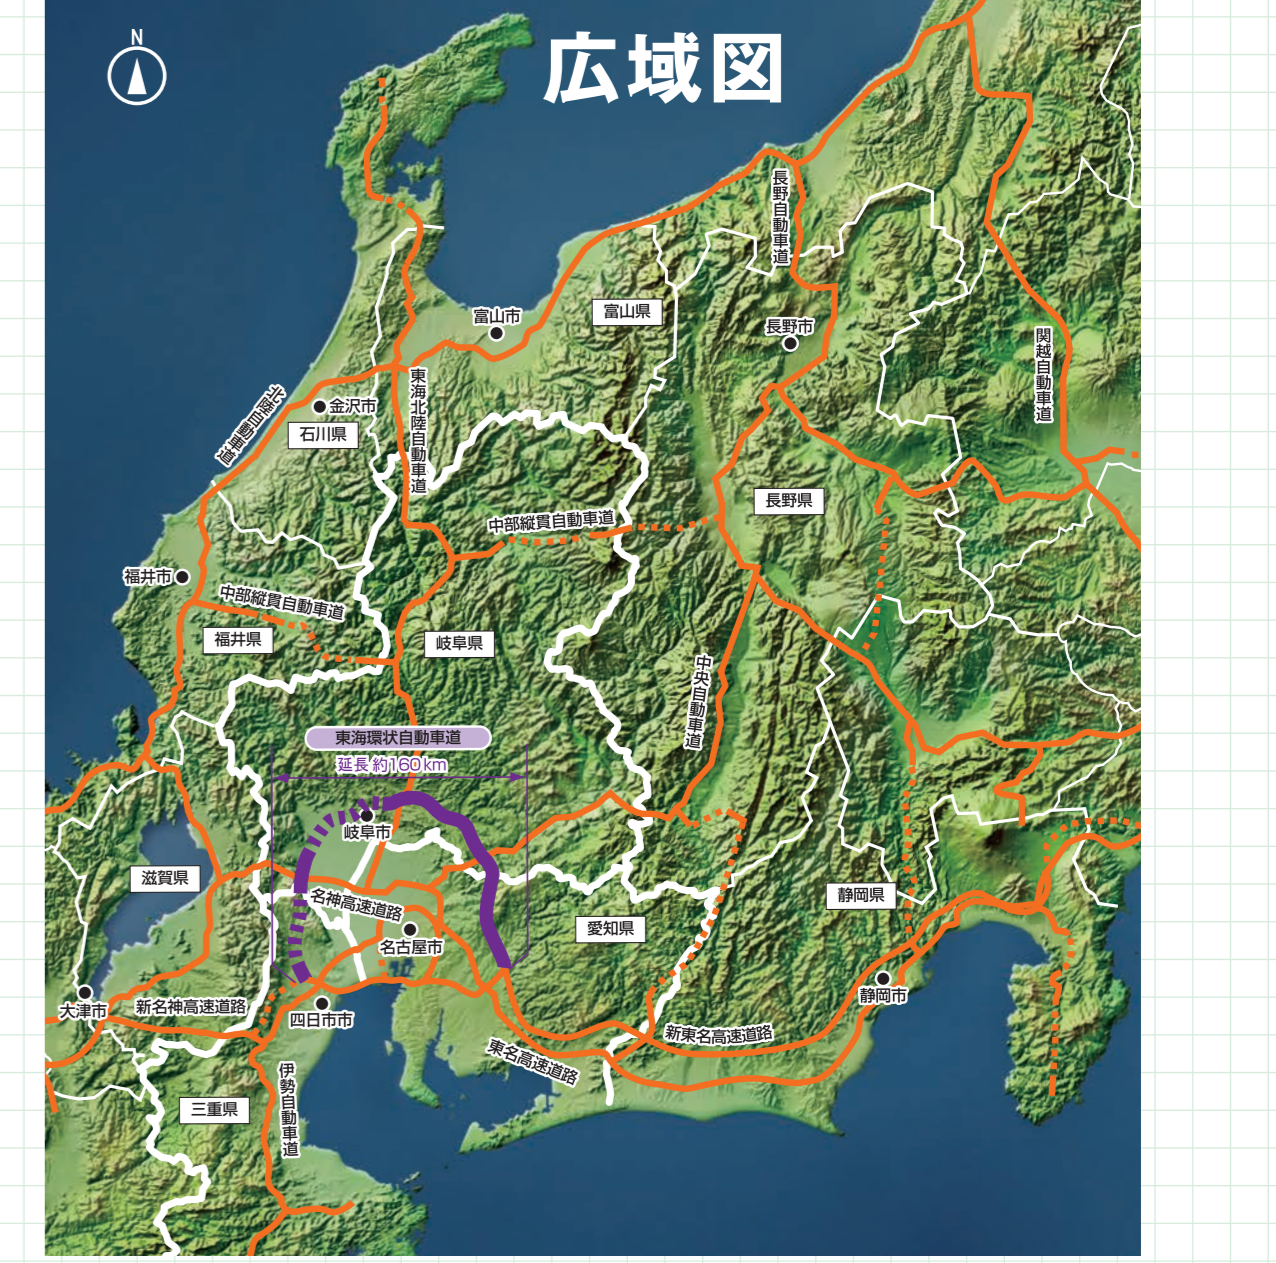 N
広域図
長野自動車道
富山県
富山市
長野市
関越自動車道
東海北陸自動車道
北陸自動車道
金沢市
石川県
長野県
中部縦貫自動車道
福井市
中部縦貫自動車道
福井県
岐阜県
中央自動車道
東海環状自動車道
延長 約160km
岐阜市
滋賀県
名神高速道路
静岡県
愛知県
名古屋市
静岡市
大津市
新名神高速道路
四日市市
新東名高速道路
東名高速道路
伊勢自動車道
三重県